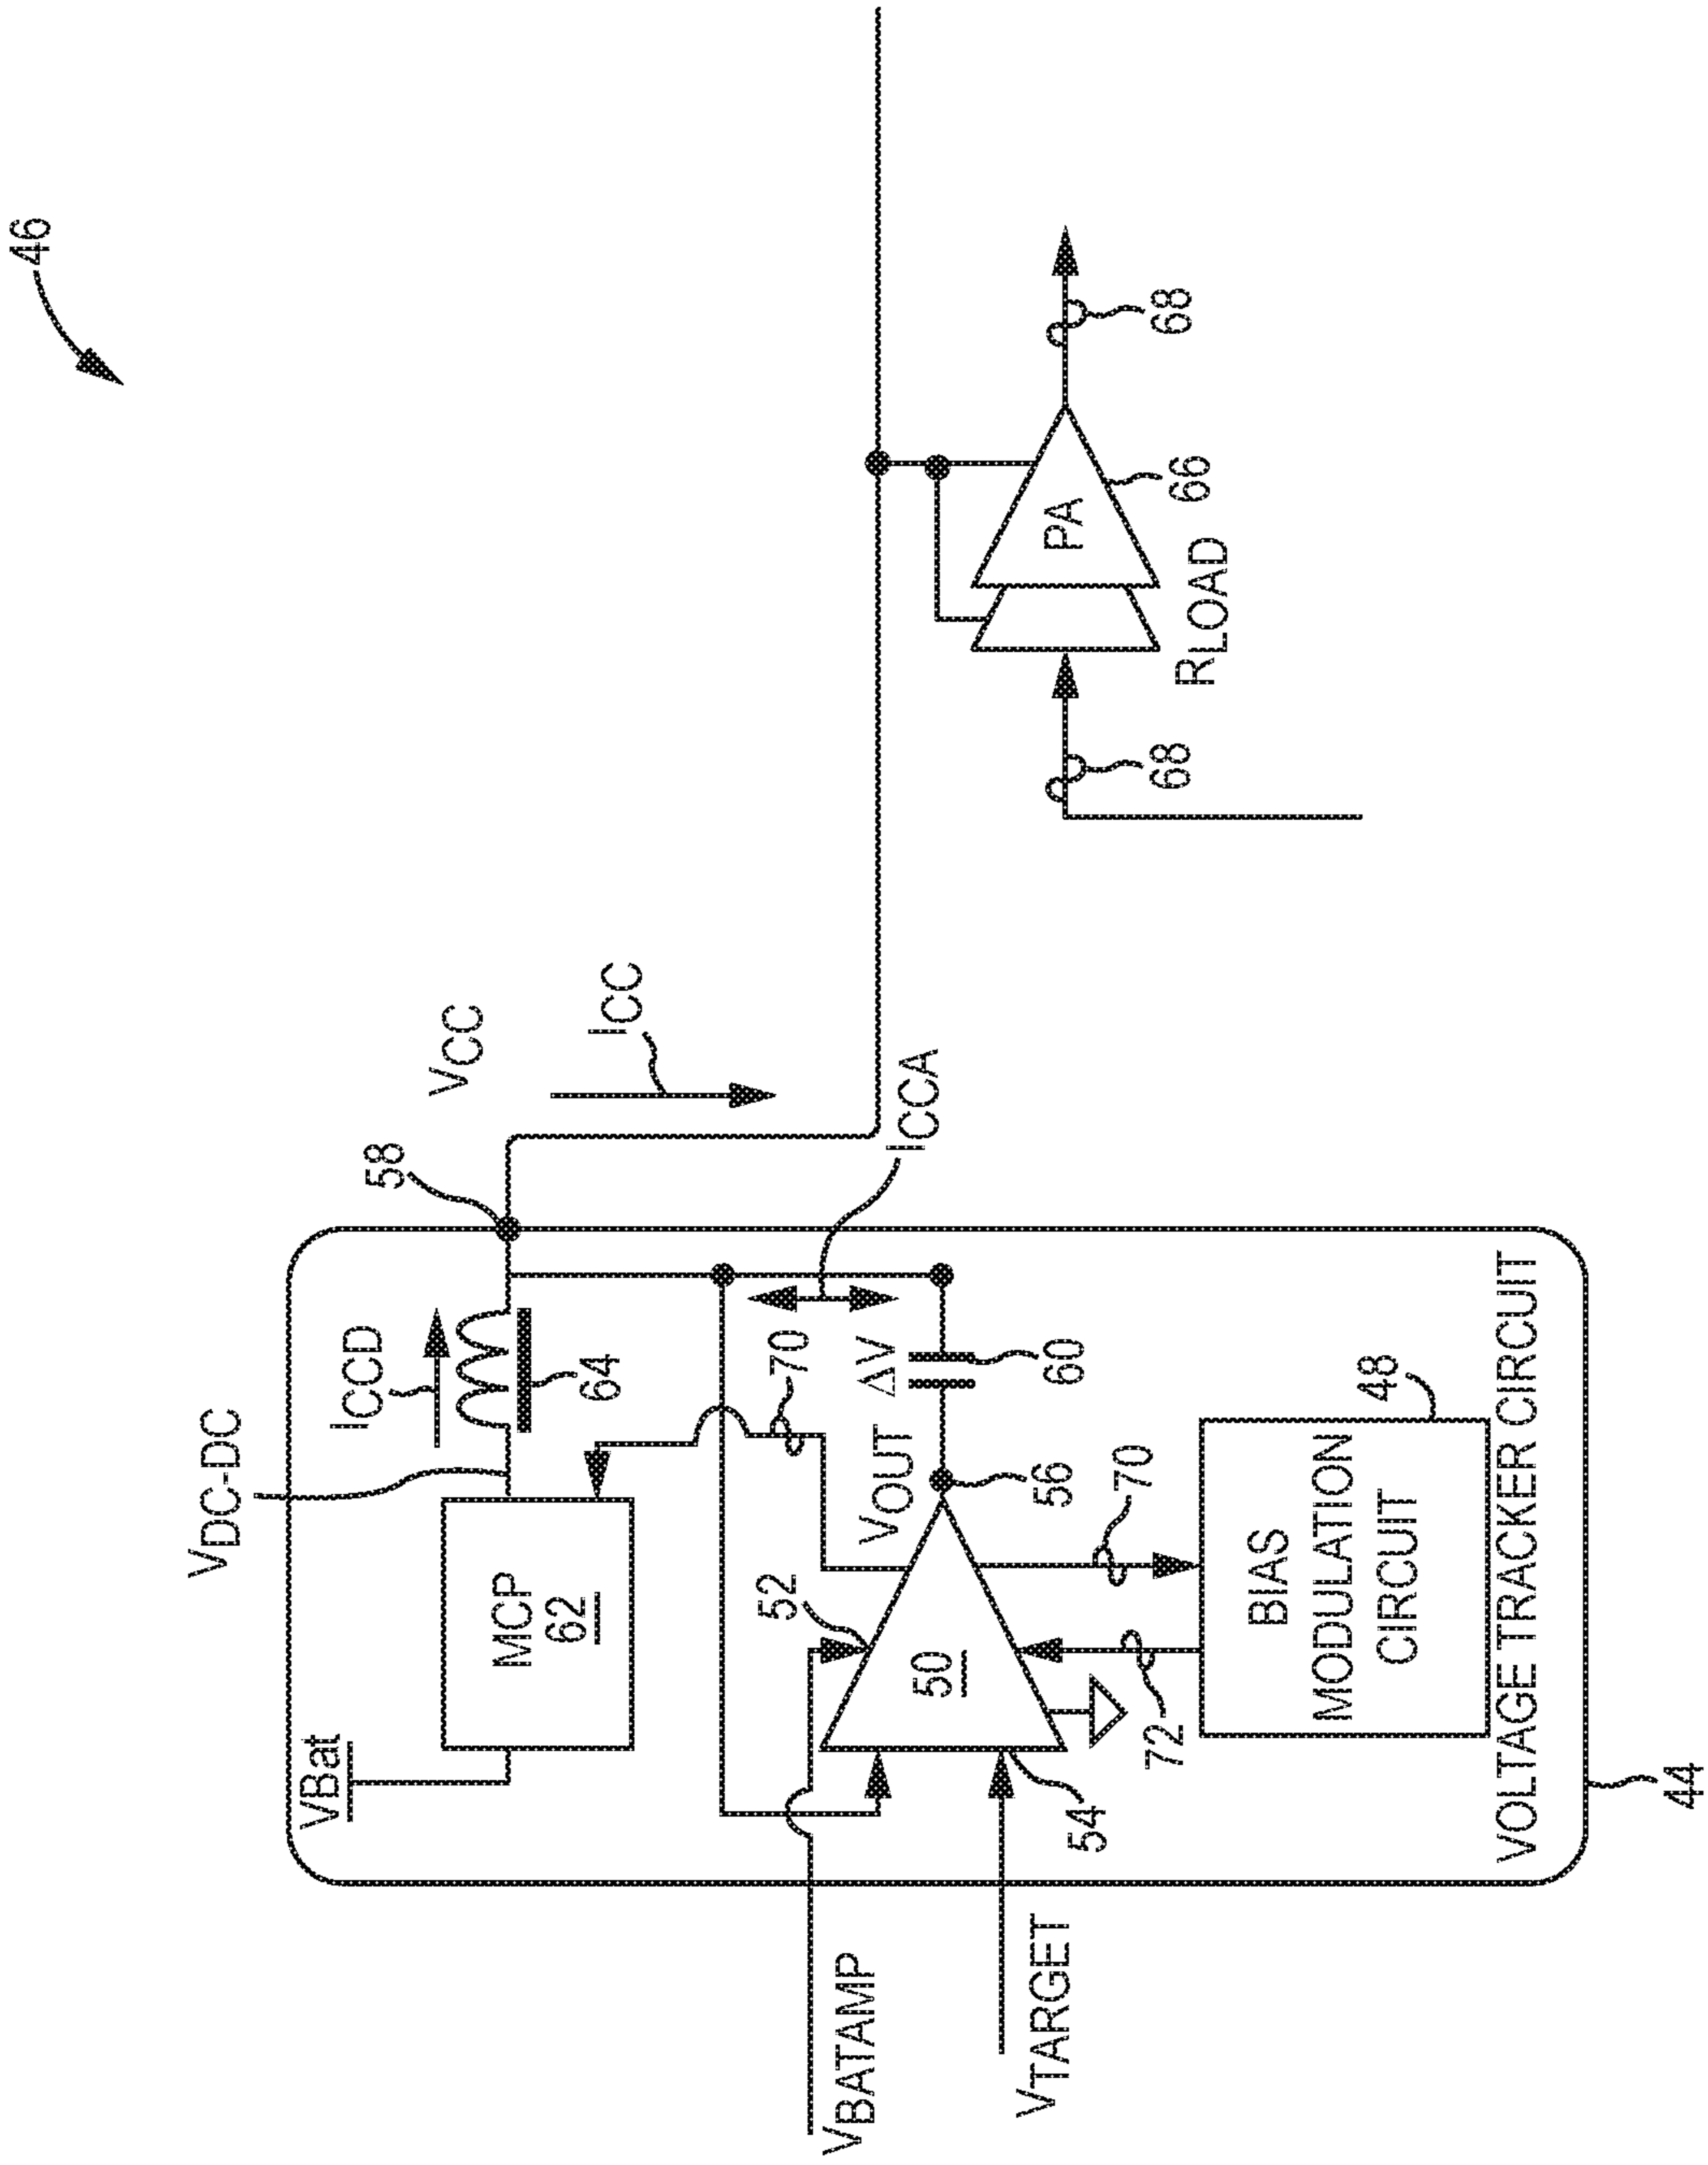 46
VDC-DC
VBat
MCP
62
ICCD
64
58
VCC
ICC
ICCA
70
ΔV
60
VOUT
56
52
50
54
VBATAMP
VTARGET
70
72
BIAS
MODULATION
CIRCUIT
48
VOLTAGE TRACKER CIRCUIT
44
68
PA
66
RLOAD
68